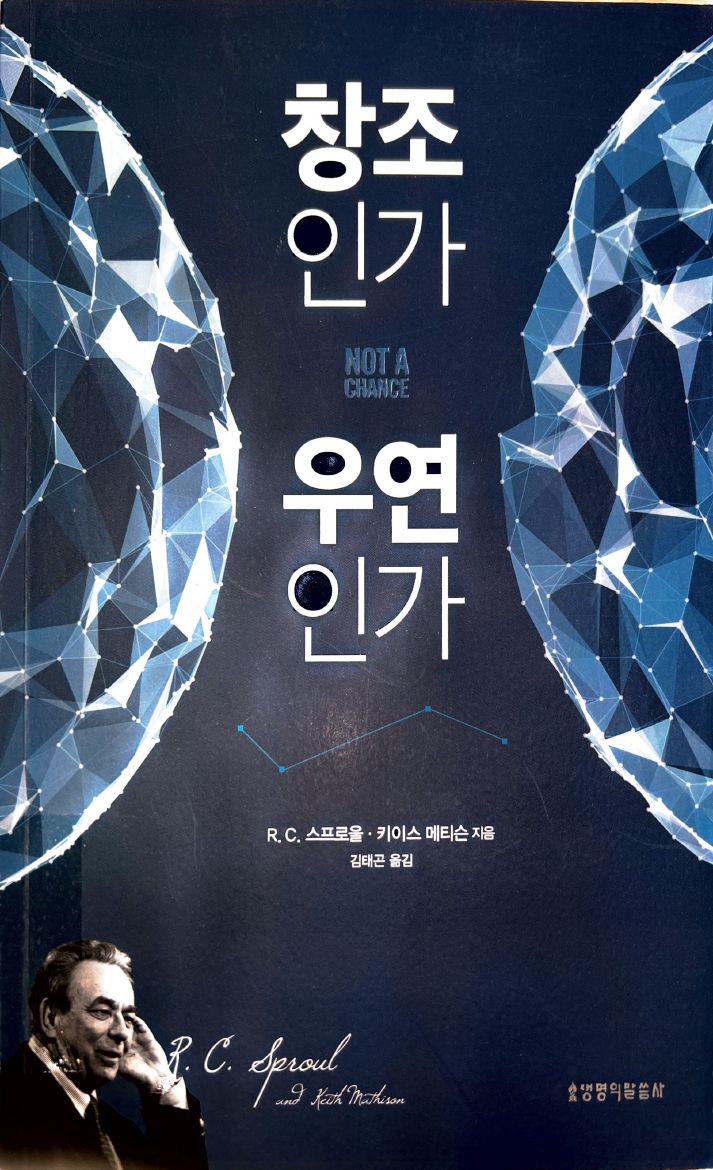 창조
인가
NOT A
CHANCE
우연
인가
R. C. 스프로울 · 키이스 메티슨 지음
김태곤 옮김
R. C. Sproul
and Keith Mathison
생명의말씀사